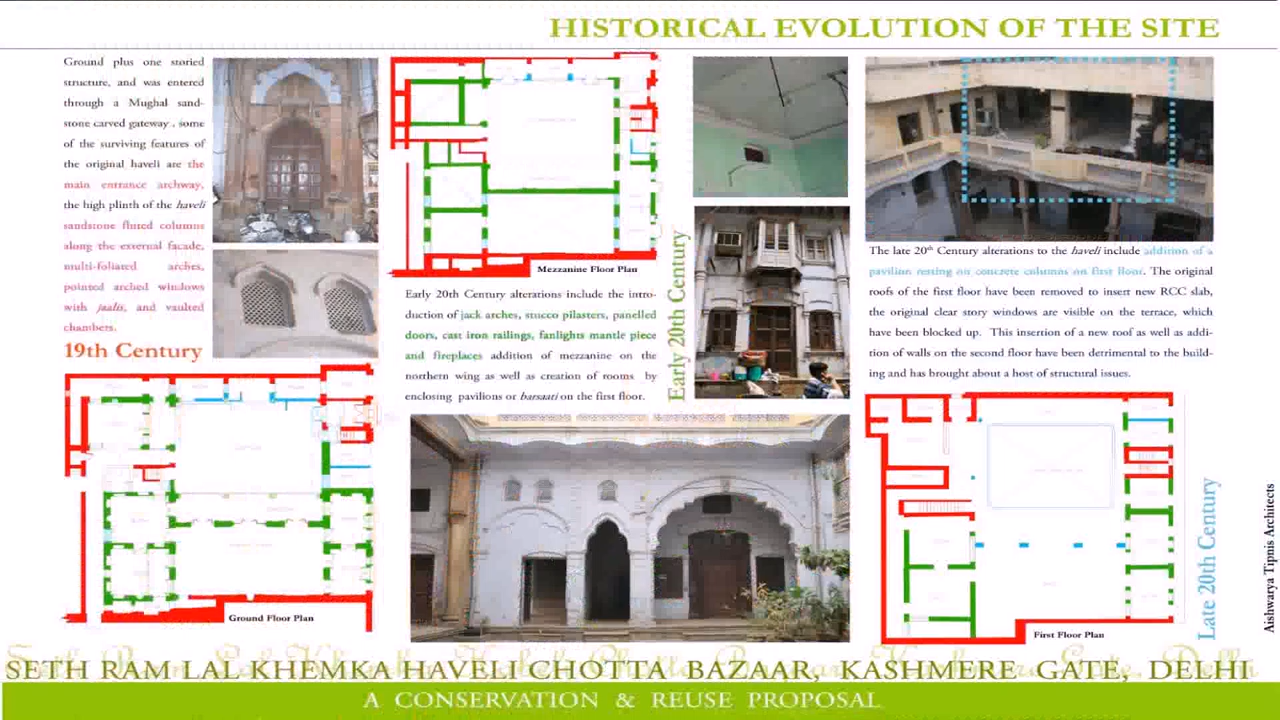 HISTORICAL EVOLUTION OF THE SITE
Ground plus one storied
structure, and was entered
through a Mughal sand-
stone carved gateway , some
of the surviving features of
the original haveli are the
main entrance archway,
the high plinth of the haveli
sandstone fluted columns
along the external facade,
multi-foliated arches,
pointed arched windows
with jaalis, and vaulted
chambers.
19th Century
Ground Floor Plan
Mezzanine Floor Plan
Early 20th Century alterations include the intro-
duction of jack arches, stucco pilasters, panelled
doors, cast iron railings, fanlights mantle piece
and fireplaces addition of mezzanine on the
northern wing as well as creation of rooms by
enclosing pavilions or barsaati on the first floor.
Early 20th Century
The late 20th Century alterations to the haveli include addition of a
pavilion resting on concrete columns on first floor. The original
roofs of the first floor have been removed to insert new RCC slab,
the original clear story windows are visible on the terrace, which
have been blocked up. This insertion of a new roof as well as addi-
tion of walls on the second floor have been detrimental to the build-
ing and has brought about a host of structural issues.
First Floor Plan
Late 20th Century
Aishwarya Tipnis Architects
SETH RAM LAL KHEMKA HAVELI CHOTTA BAZAAR, KASHMERE GATE, DELHI
A CONSERVATION & REUSE PROPOSAL